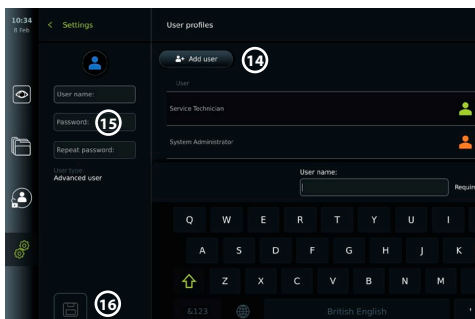 10:34
8 Feb
Settings
User profiles
Add user
14
User
User name:
Service Technician
Password:
15
Repeat password:
System Administrator
User type
Advanced user
User name:
Requin
Q W E R T Y U I
A S D F G H J K
Z X C V B N M
16
&123
British English